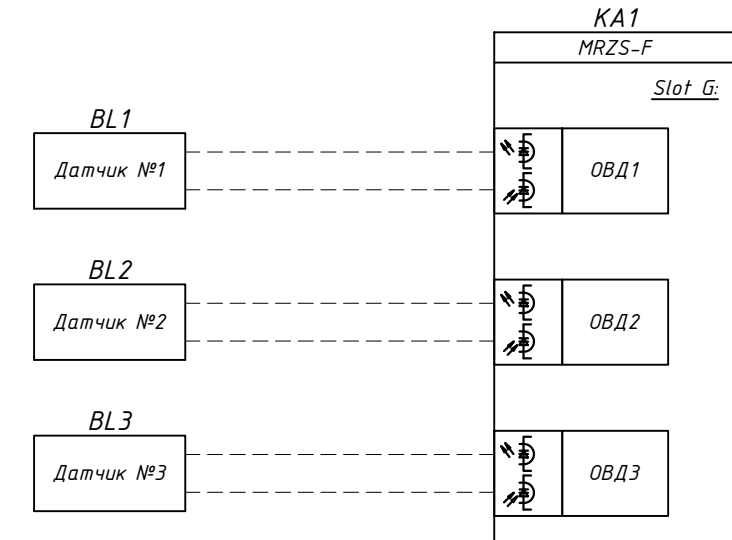 KA1
MRZS-F
Slot G:
BL1
Датчик №1
ОВД1
BL2
Датчик №2
ОВД2
BL3
Датчик №3
ОВД3